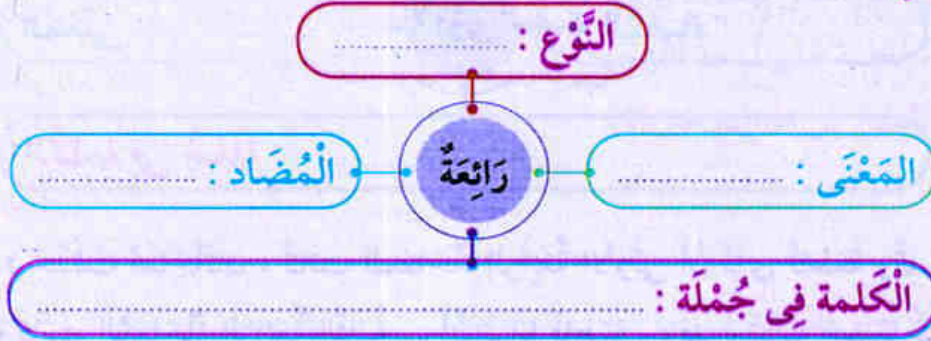 النَّوْع : ....................
المَعْنَى : ....................
رَائِعَةٌ
الْمُضَاد : ....................
الْكَلمة فِي جُمْلَة : ........................................................................